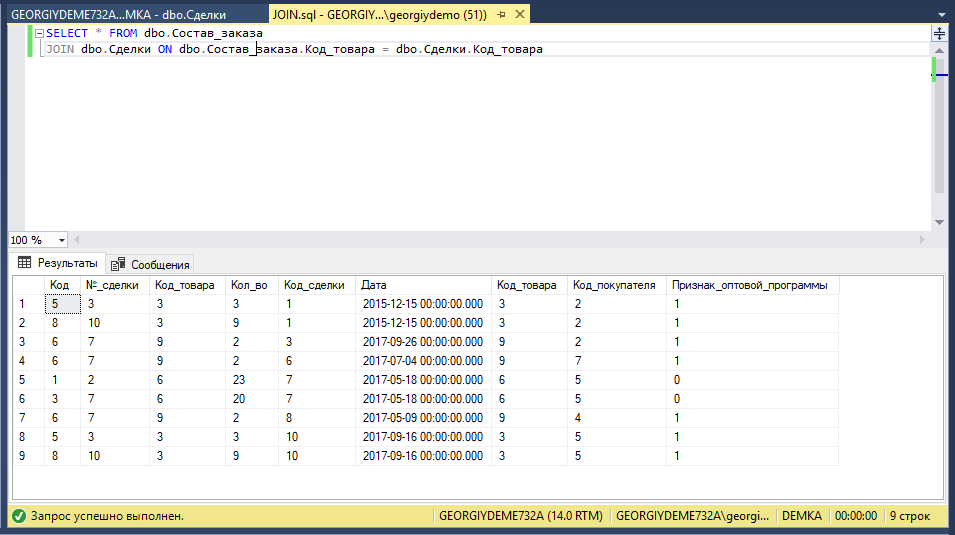 GEORGIYDEME732A...MKA - dbo.Сделки
JOIN.sql - GEORGIY...\georgiydemo (51))
SELECT * FROM dbo.Состав_заказа
JOIN dbo.Сделки ON dbo.Состав_заказа.Код_товара = dbo.Сделки.Код_товара
100 %
Результаты Сообщения
Код №_сделки Код_товара Кол_во Код_сделки Дата Код_товара Код_покупателя Признак_оптовой_программы
1 5 3 3 3 1 2015-12-15 00:00:00.000 3 2 1
2 8 10 3 9 1 2015-12-15 00:00:00.000 3 2 1
3 6 7 9 2 3 2017-09-26 00:00:00.000 9 2 1
4 6 7 9 2 6 2017-07-04 00:00:00.000 9 7 1
5 1 2 6 23 7 2017-05-18 00:00:00.000 6 5 0
6 3 7 6 20 7 2017-05-18 00:00:00.000 6 5 0
7 6 7 9 2 8 2017-05-09 00:00:00.000 9 4 1
8 5 3 3 3 10 2017-09-16 00:00:00.000 3 5 1
9 8 10 3 9 10 2017-09-16 00:00:00.000 3 5 1
Запрос успешно выполнен. GEORGIYDEME732A (14.0 RTM) GEORGIYDEME732A\georgi... DEMKA 00:00:00 9 строк